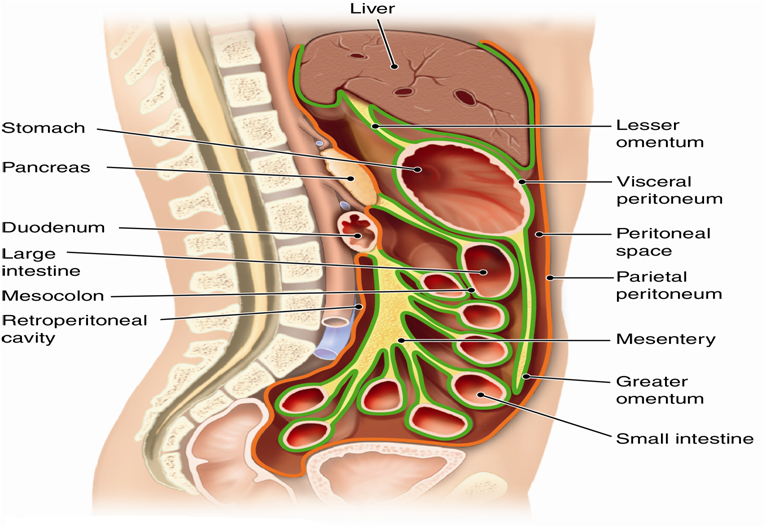 Liver
Stomach
Pancreas
Duodenum
Large
intestine
Mesocolon
Retroperitoneal
cavity
Lesser
omentum
Visceral
peritoneum
Peritoneal
space
Parietal
peritoneum
Mesentery
Greater
omentum
Small intestine